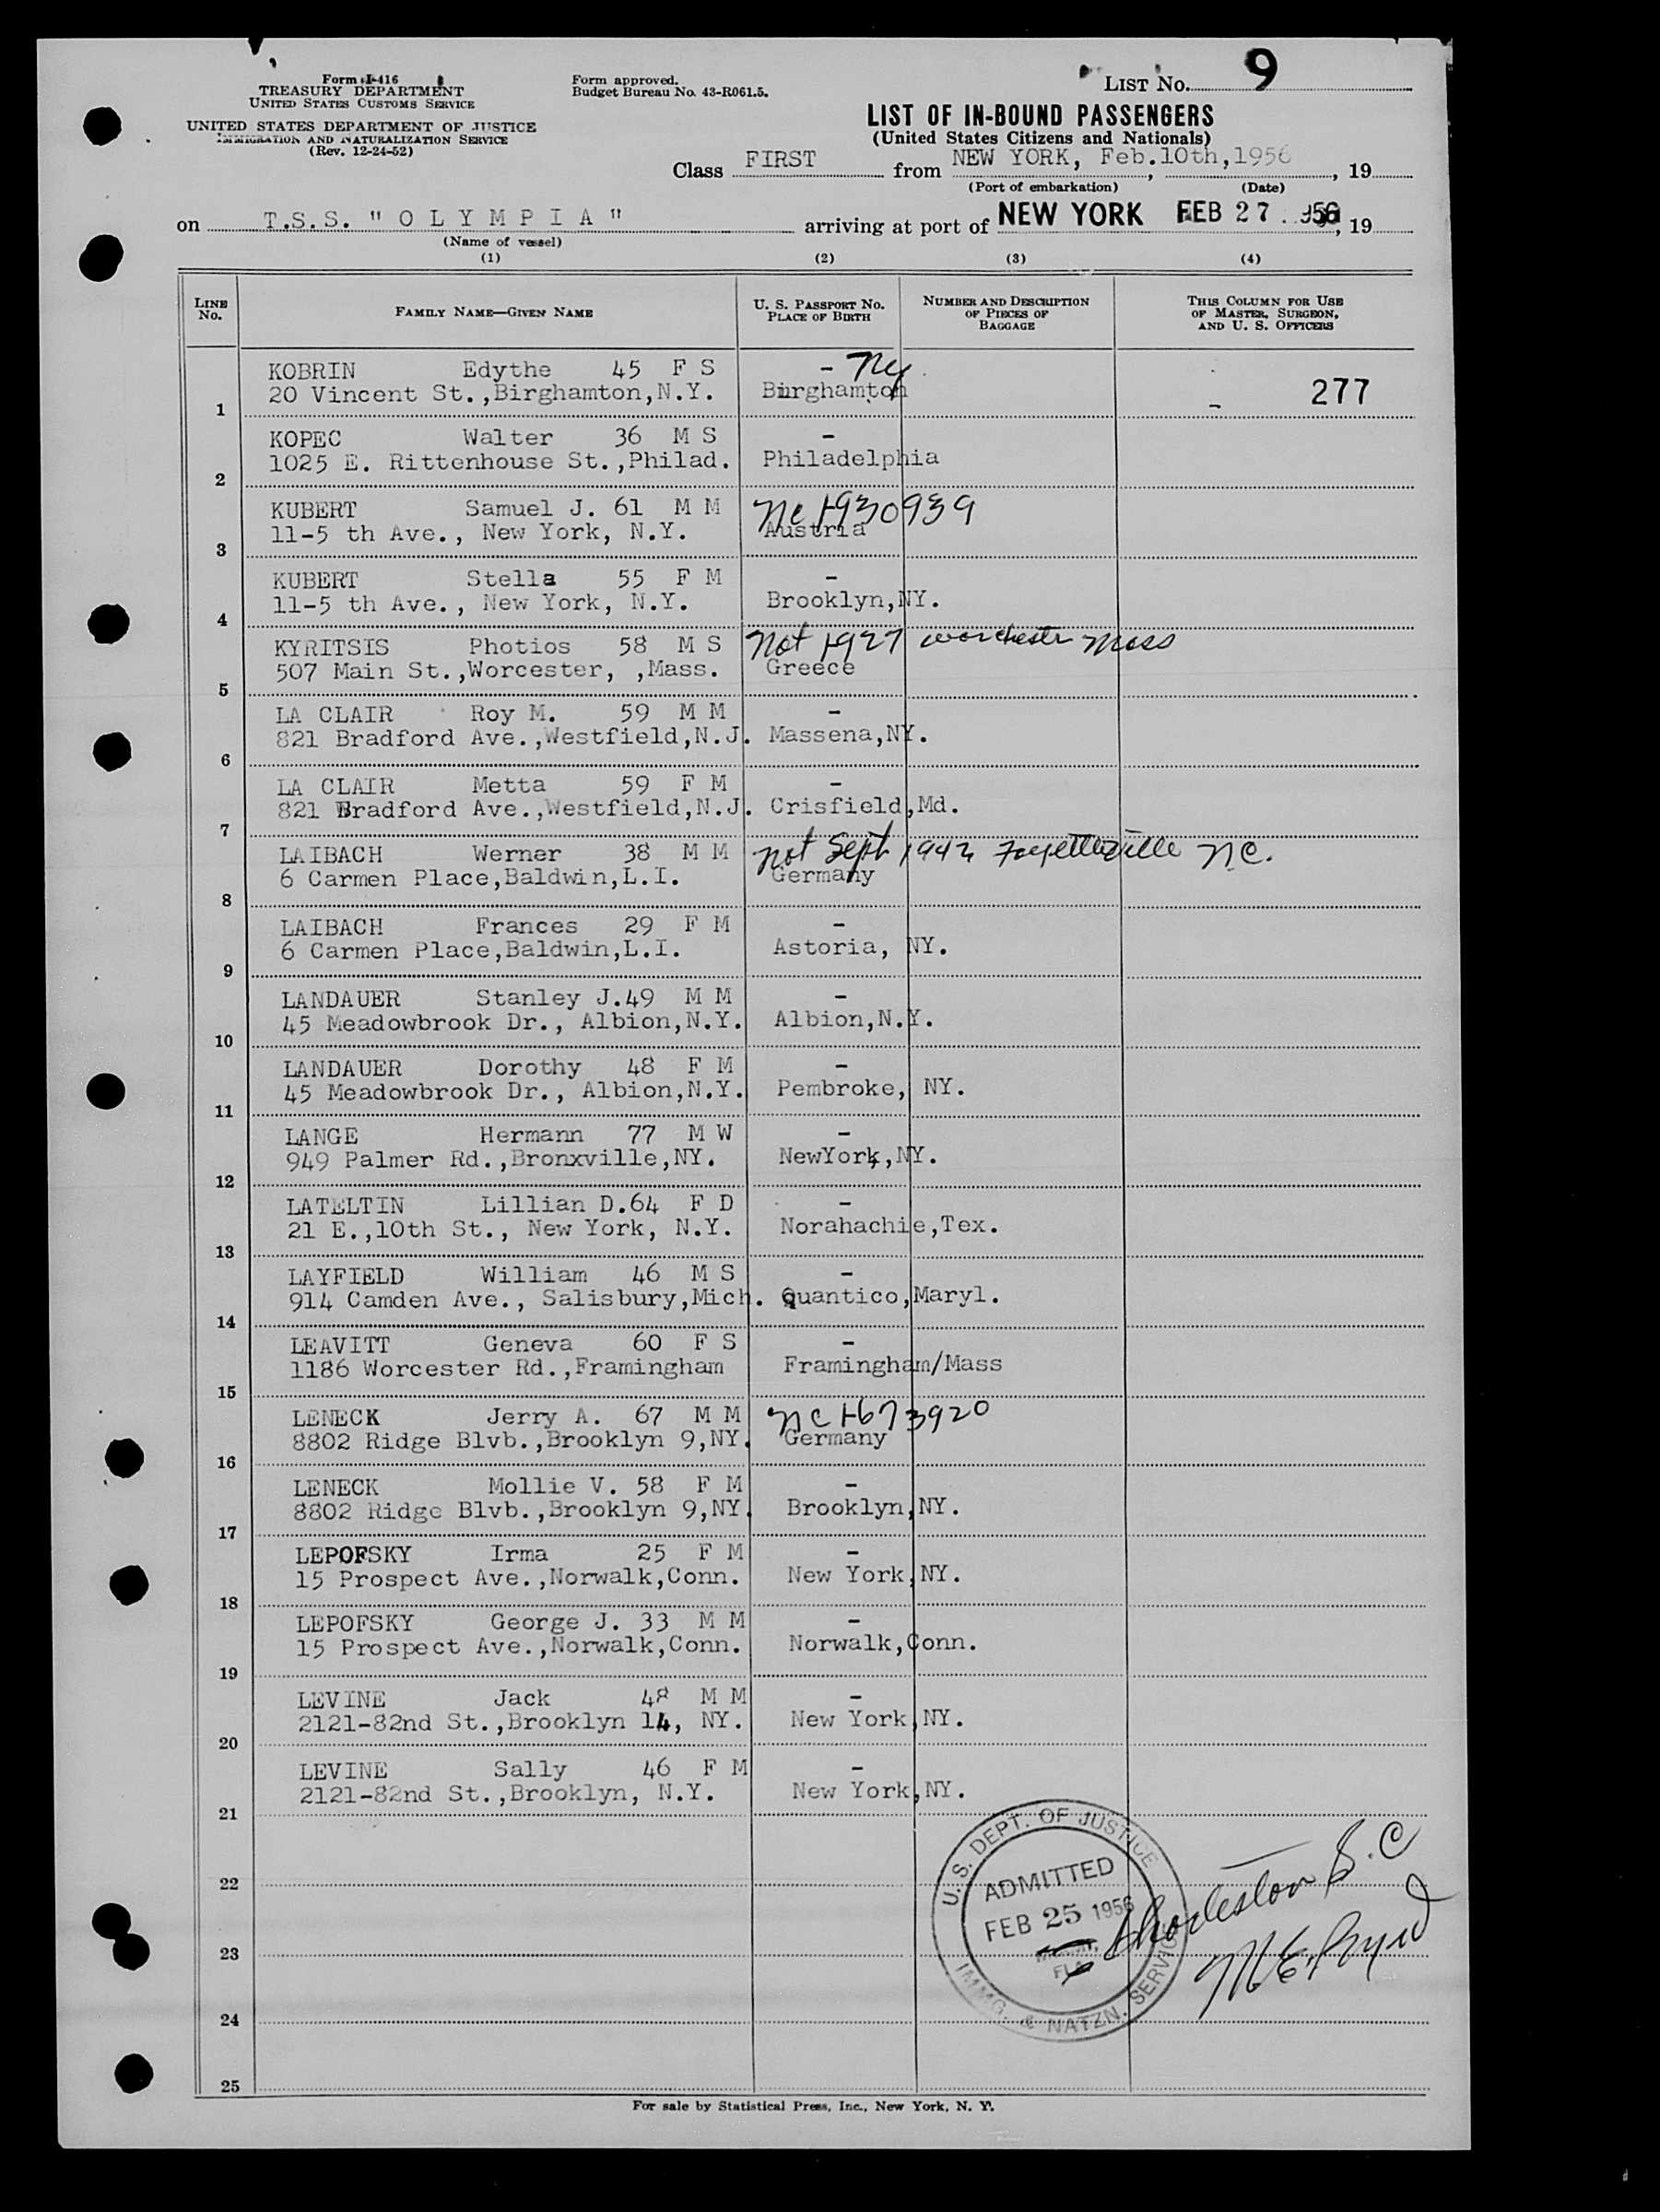 Form I-416
TREASURY DEPARTMENT
UNITED STATES CUSTOMS SERVICE
UNITED STATES DEPARTMENT OF JUSTICE
IMMIGRATION AND NATURALIZATION SERVICE
(Rev. 12-24-52)
Form approved.
Budget Bureau No. 43-R061.5.
LIST No. 9
LIST OF IN-BOUND PASSENGERS
(United States Citizens and Nationals)
Class FIRST from NEW YORK, Feb.10th,1956, 19
(Port of embarkation) (Date)
on T.S.S. "OLYMPIA" arriving at port of NEW YORK FEB 27 1956, 19
(Name of vessel)
(1) (2) (3) (4)
LINE No. FAMILY NAME—GIVEN NAME U. S. PASSPORT No. PLACE OF BIRTH NUMBER AND DESCRIPTION OF PIECES OF BAGGAGE THIS COLUMN FOR USE OF MASTER, SURGEON, AND U. S. OFFICERS
KOBRIN Edythe 45 F S - Ny
1 20 Vincent St.,Birghamton,N.Y. Birghamton - 277
KOPEC Walter 36 M S -
2 1025 E. Rittenhouse St.,Philad. Philadelphia
KUBERT Samuel J. 61 M M nc 1930939
3 11-5 th Ave., New York, N.Y. Austria
KUBERT Stella 55 F M -
4 11-5 th Ave., New York, N.Y. Brooklyn,NY.
KYRITSIS Photios 58 M S Nat 1927 worchester Mass
5 507 Main St.,Worcester, ,Mass. Greece
LA CLAIR Roy M. 59 M M -
6 821 Bradford Ave.,Westfield,N.J. Massena,NY.
LA CLAIR Metta 59 F M -
7 821 Bradford Ave.,Westfield,N.J. Crisfield,Md.
LAIBACH Werner 38 M M nat Sept 1942 Fayetteville NC.
8 6 Carmen Place,Baldwin,L.I. Germany
LAIBACH Frances 29 F M -
9 6 Carmen Place,Baldwin,L.I. Astoria, NY.
LANDAUER Stanley J.49 M M -
10 45 Meadowbrook Dr., Albion,N.Y. Albion,N.Y.
LANDAUER Dorothy 48 F M -
11 45 Meadowbrook Dr., Albion,N.Y. Pembroke, NY.
LANGE Hermann 77 M W -
12 949 Palmer Rd.,Bronxville,NY. NewYork,NY.
LATELTIN Lillian D.64 F D -
13 21 E.,10th St., New York, N.Y. Norahachie,Tex.
LAYFIELD William 46 M S -
14 914 Camden Ave., Salisbury,Mich. Quantico,Maryl.
LEAVITT Geneva 60 F S -
15 1186 Worcester Rd.,Framingham Framingham/Mass
LENECK Jerry A. 67 M M nc 1673920
16 8802 Ridge Blvb.,Brooklyn 9,NY. Germany
LENECK Mollie V. 58 F M -
17 8802 Ridge Blvb.,Brooklyn 9,NY. Brooklyn,NY.
LEPOFSKY Irma 25 F M -
18 15 Prospect Ave.,Norwalk,Conn. New York,NY.
LEPOFSKY George J. 33 M M -
19 15 Prospect Ave.,Norwalk,Conn. Norwalk,Conn.
LEVINE Jack 48 M M -
20 2121-82nd St.,Brooklyn 14, NY. New York,NY.
LEVINE Sally 46 F M -
21 2121-82nd St.,Brooklyn, N.Y. New York,NY.
22
23
24
25
U. S. DEPT. OF JUSTICE
ADMITTED
FEB 25 1956
FLA.
IMMG. & NATZN. SERVICE
Charleston S.C
M E Byrd
For sale by Statistical Press, Inc., New York, N. Y.